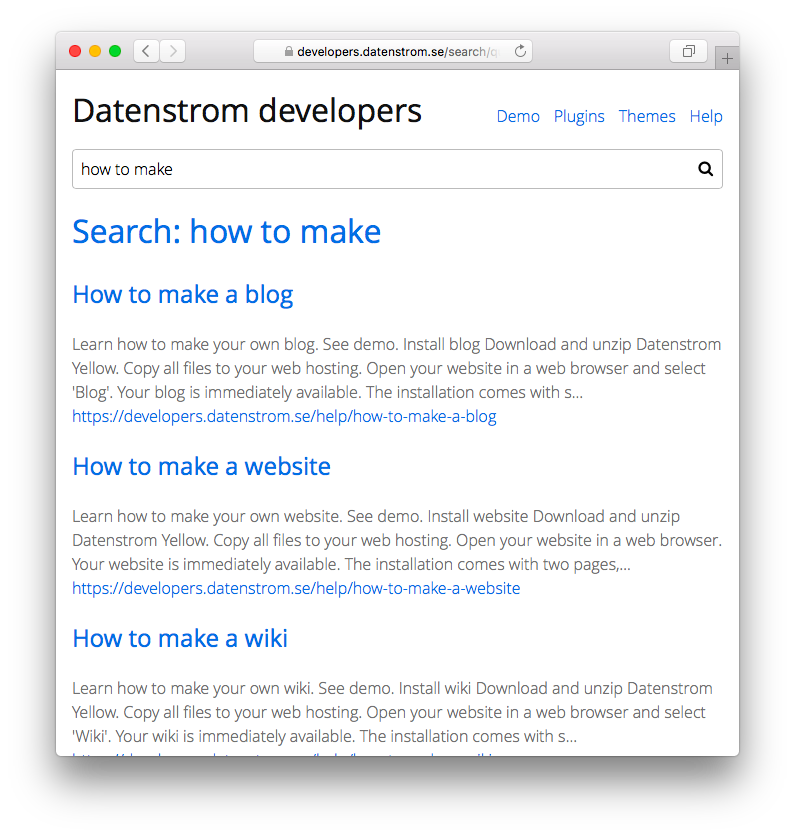 developers.datenstrom.se/search/q
Datenstrom developers
Demo Plugins Themes Help
how to make
Search: how to make
How to make a blog
Learn how to make your own blog. See demo. Install blog Download and unzip Datenstrom
Yellow. Copy all files to your web hosting. Open your website in a web browser and select
'Blog'. Your blog is immediately available. The installation comes with s...
https://developers.datenstrom.se/help/how-to-make-a-blog
How to make a website
Learn how to make your own website. See demo. Install website Download and unzip
Datenstrom Yellow. Copy all files to your web hosting. Open your website in a web browser.
Your website is immediately available. The installation comes with two pages,...
https://developers.datenstrom.se/help/how-to-make-a-website
How to make a wiki
Learn how to make your own wiki. See demo. Install wiki Download and unzip Datenstrom
Yellow. Copy all files to your web hosting. Open your website in a web browser and select
'Wiki'. Your wiki is immediately available. The installation comes with s...